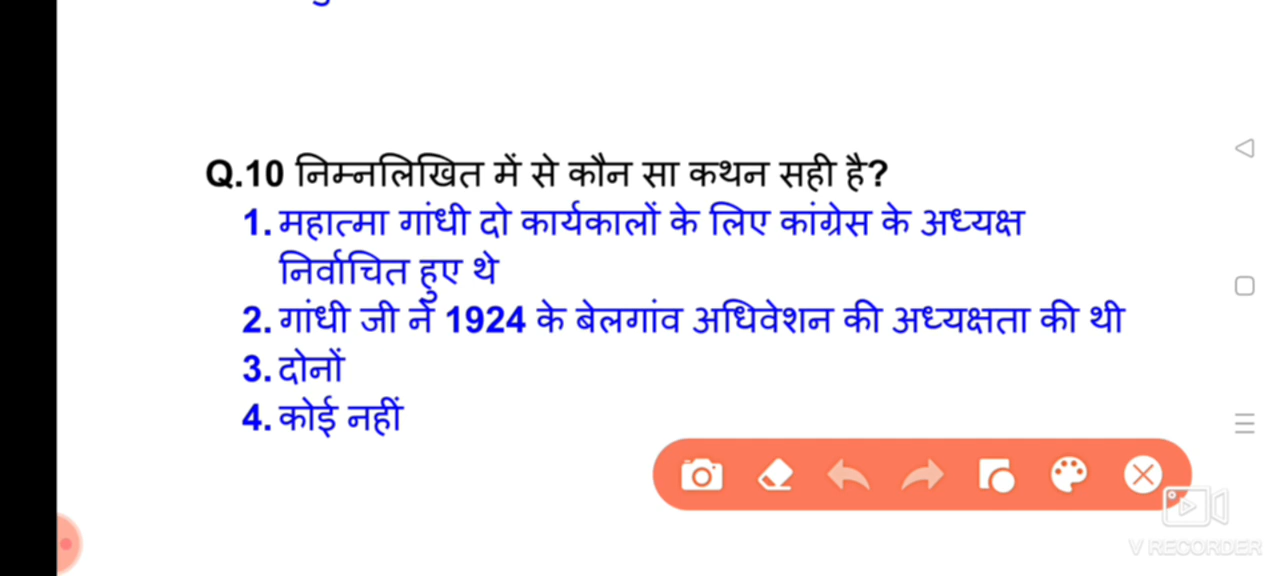 Q.10 निम्नलिखित में से कौन सा कथन सही है?
1. महात्मा गांधी दो कार्यकालों के लिए कांग्रेस के अध्यक्ष
निर्वाचित हुए थे
2. गांधी जी ने 1924 के बेलगांव अधिवेशन की अध्यक्षता की थी
3. दोनों
4. कोई नहीं
V RECORDER